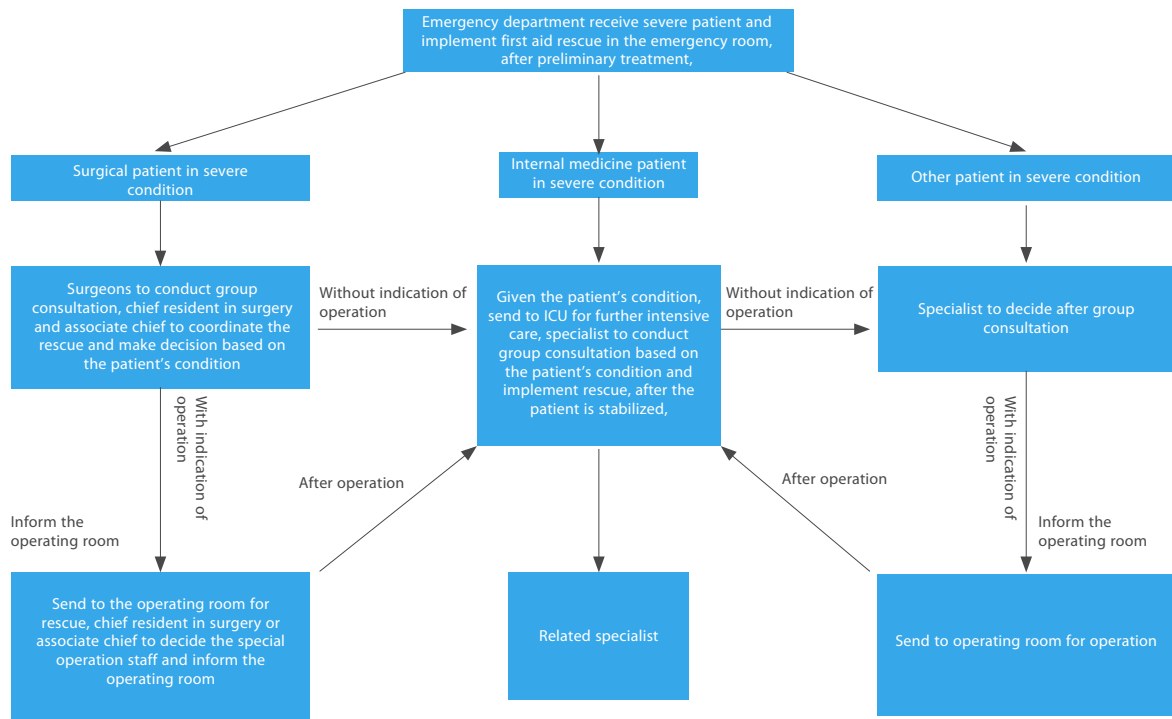 Emergency department receive severe patient and
implement first aid rescue in the emergency room,
after preliminary treatment,
Surgical patient in severe
condition
Internal medicine patient
in severe condition
Other patient in severe condition
Surgeons to conduct group
consultation, chief resident in surgery
and associate chief to coordinate the
rescue and make decision based on
the patient's condition
Without indication of
operation
Given the patient's condition,
send to ICU for further intensive
care, specialist to conduct
group consultation based on
the patient's condition and
implement rescue, after the
patient is stabilized,
Without indication of
operation
Specialist to decide after group
consultation
With indication of
operation
Inform the
operating room
After operation
After operation
With indication of
operation
Inform the
operating room
Send to the operating room for
rescue, chief resident in surgery or
associate chief to decide the special
operation staff and inform the
operating room
Related specialist
Send to operating room for operation